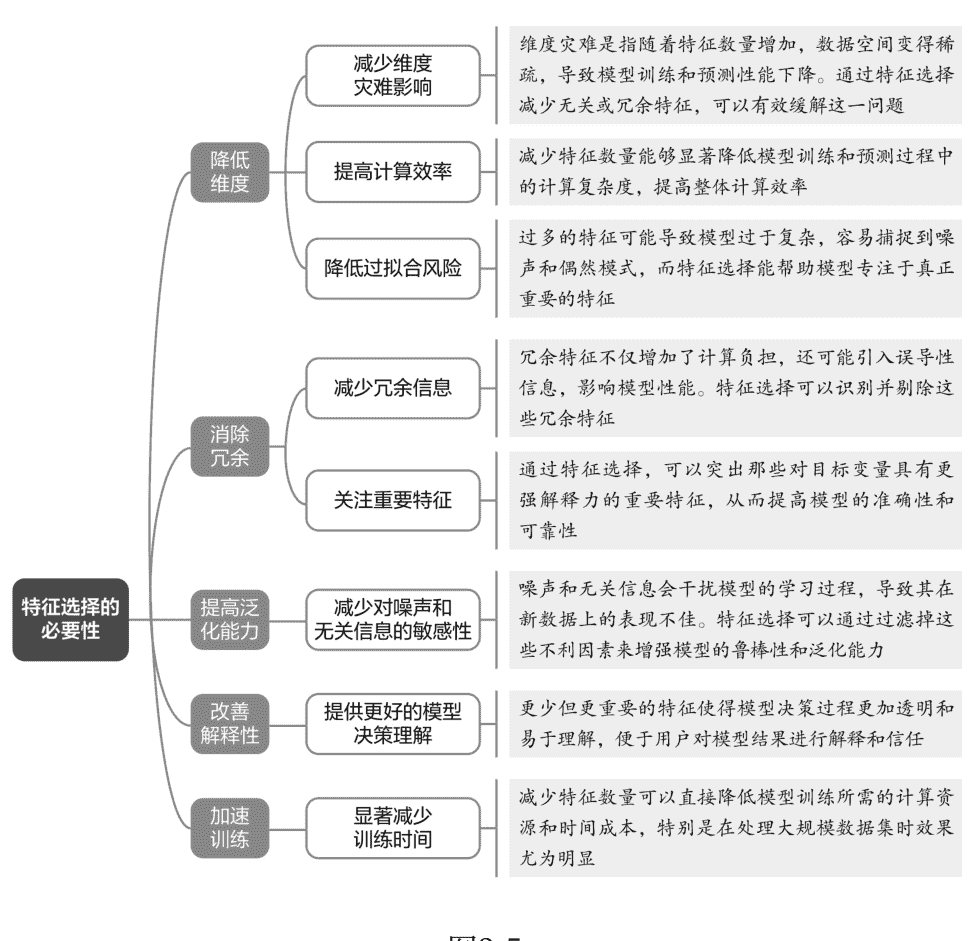 特征选择的
必要性
降低
维度
减少维度
灾难影响
维度灾难是指随着特征数量增加，数据空间变得稀
疏，导致模型训练和预测性能下降。通过特征选择
减少无关或冗余特征，可以有效缓解这一问题
提高计算效率
减少特征数量能够显著降低模型训练和预测过程中
的计算复杂度，提高整体计算效率
降低过拟合风险
过多的特征可能导致模型过于复杂，容易捕捉到噪
声和偶然模式，而特征选择能帮助模型专注于真正
重要的特征
消除
冗余
减少冗余信息
冗余特征不仅增加了计算负担，还可能引入误导性
信息，影响模型性能。特征选择可以识别并剔除这
些冗余特征
关注重要特征
通过特征选择，可以突出那些对目标变量具有更
强解释力的重要特征，从而提高模型的准确性和
可靠性
提高泛
化能力
减少对噪声和
无关信息的敏感性
噪声和无关信息会干扰模型的学习过程，导致其在
新数据上的表现不佳。特征选择可以通过过滤掉这
些不利因素来增强模型的鲁棒性和泛化能力
改善
解释性
提供更好的模型
决策理解
更少但更重要的特征使得模型决策过程更加透明和
易于理解，便于用户对模型结果进行解释和信任
加速
训练
显著减少
训练时间
减少特征数量可以直接降低模型训练所需的计算资
源和时间成本，特别是在处理大规模数据集时效果
尤为明显